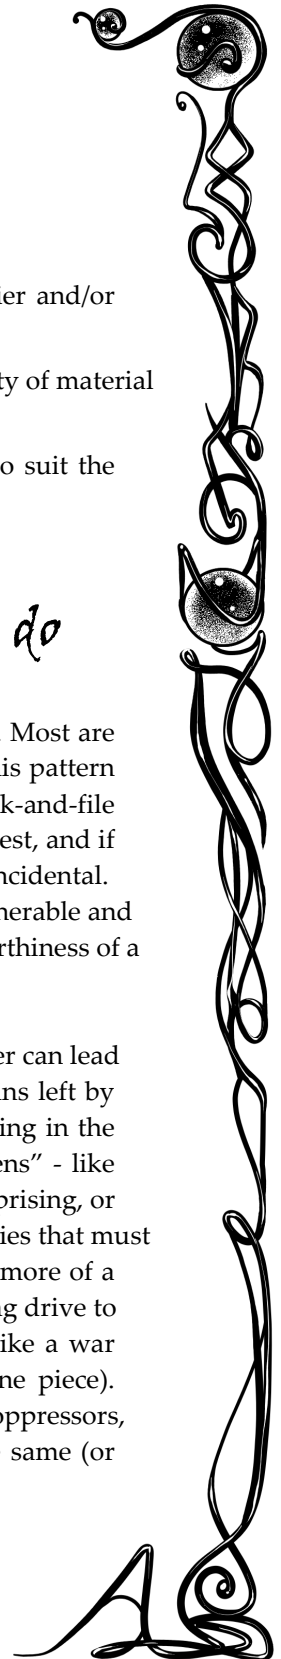 ier and/or
ty of material
o suit the
do
. Most are
is pattern
k-and-file
est, and if
ncidental.
nerable and
rthiness of a
er can lead
ns left by
ing in the
ens” - like
prising, or
ies that must
more of a
ng drive to
ike a war
ne piece).
oppressors,
same (or